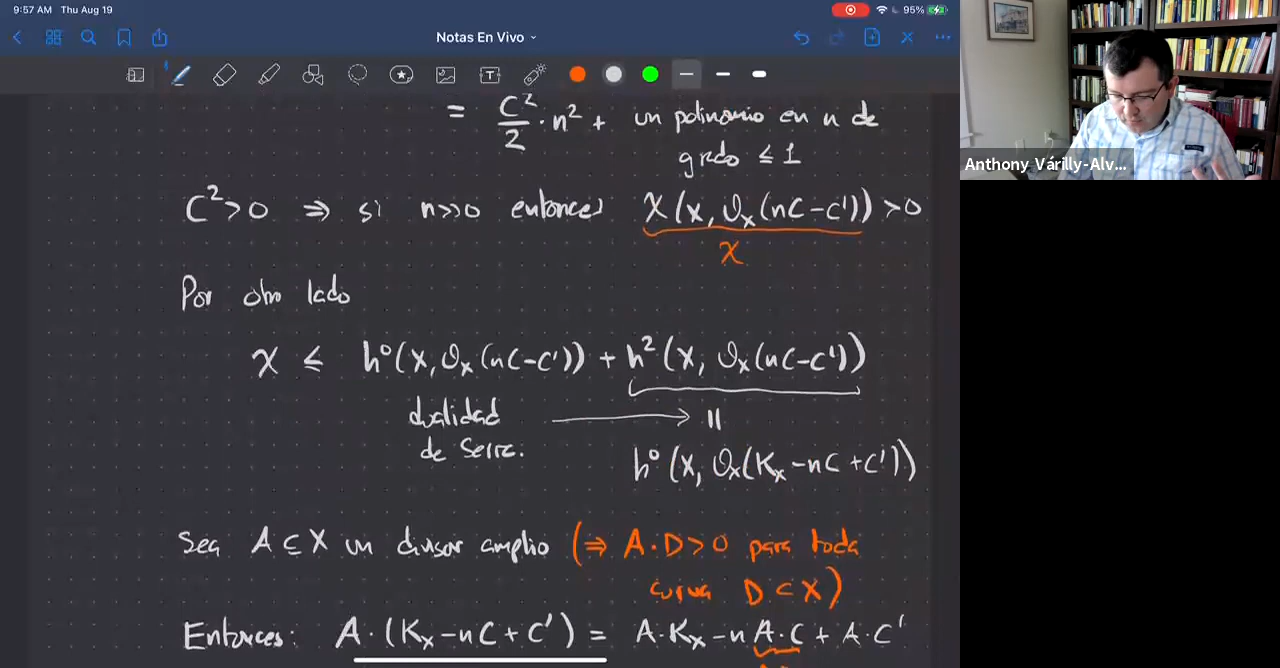 9:57 AM Thu Aug 19
95%
Notas En Vivo
Anthony Várilly-Alv...
= C²/2 · n² + un polinomio en n de
grado ≤ 1
C² > 0 ⇒ si n >> 0 entonces χ(X, O_X(nC - C')) > 0
χ
Por otro lado
χ ≤ h⁰(X, O_X(nC - C')) + h²(X, O_X(nC - C'))
dualidad → ||
de Serre.
h⁰(X, O_X(K_X - nC + C'))
Sea A ⊆ X un divisor amplio (⇒ A · D > 0 para toda
curva D ⊂ X)
Entonces: A · (K_X - nC + C') = A · K_X - n A · C + A · C'